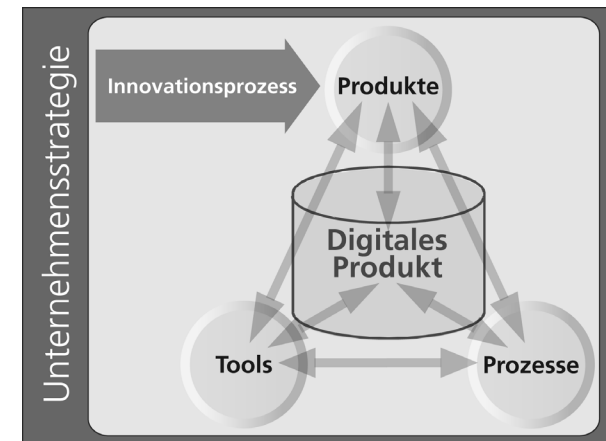 Unternehmensstrategie
Innovationsprozess
Produkte
Digitales
Produkt
Tools
Prozesse